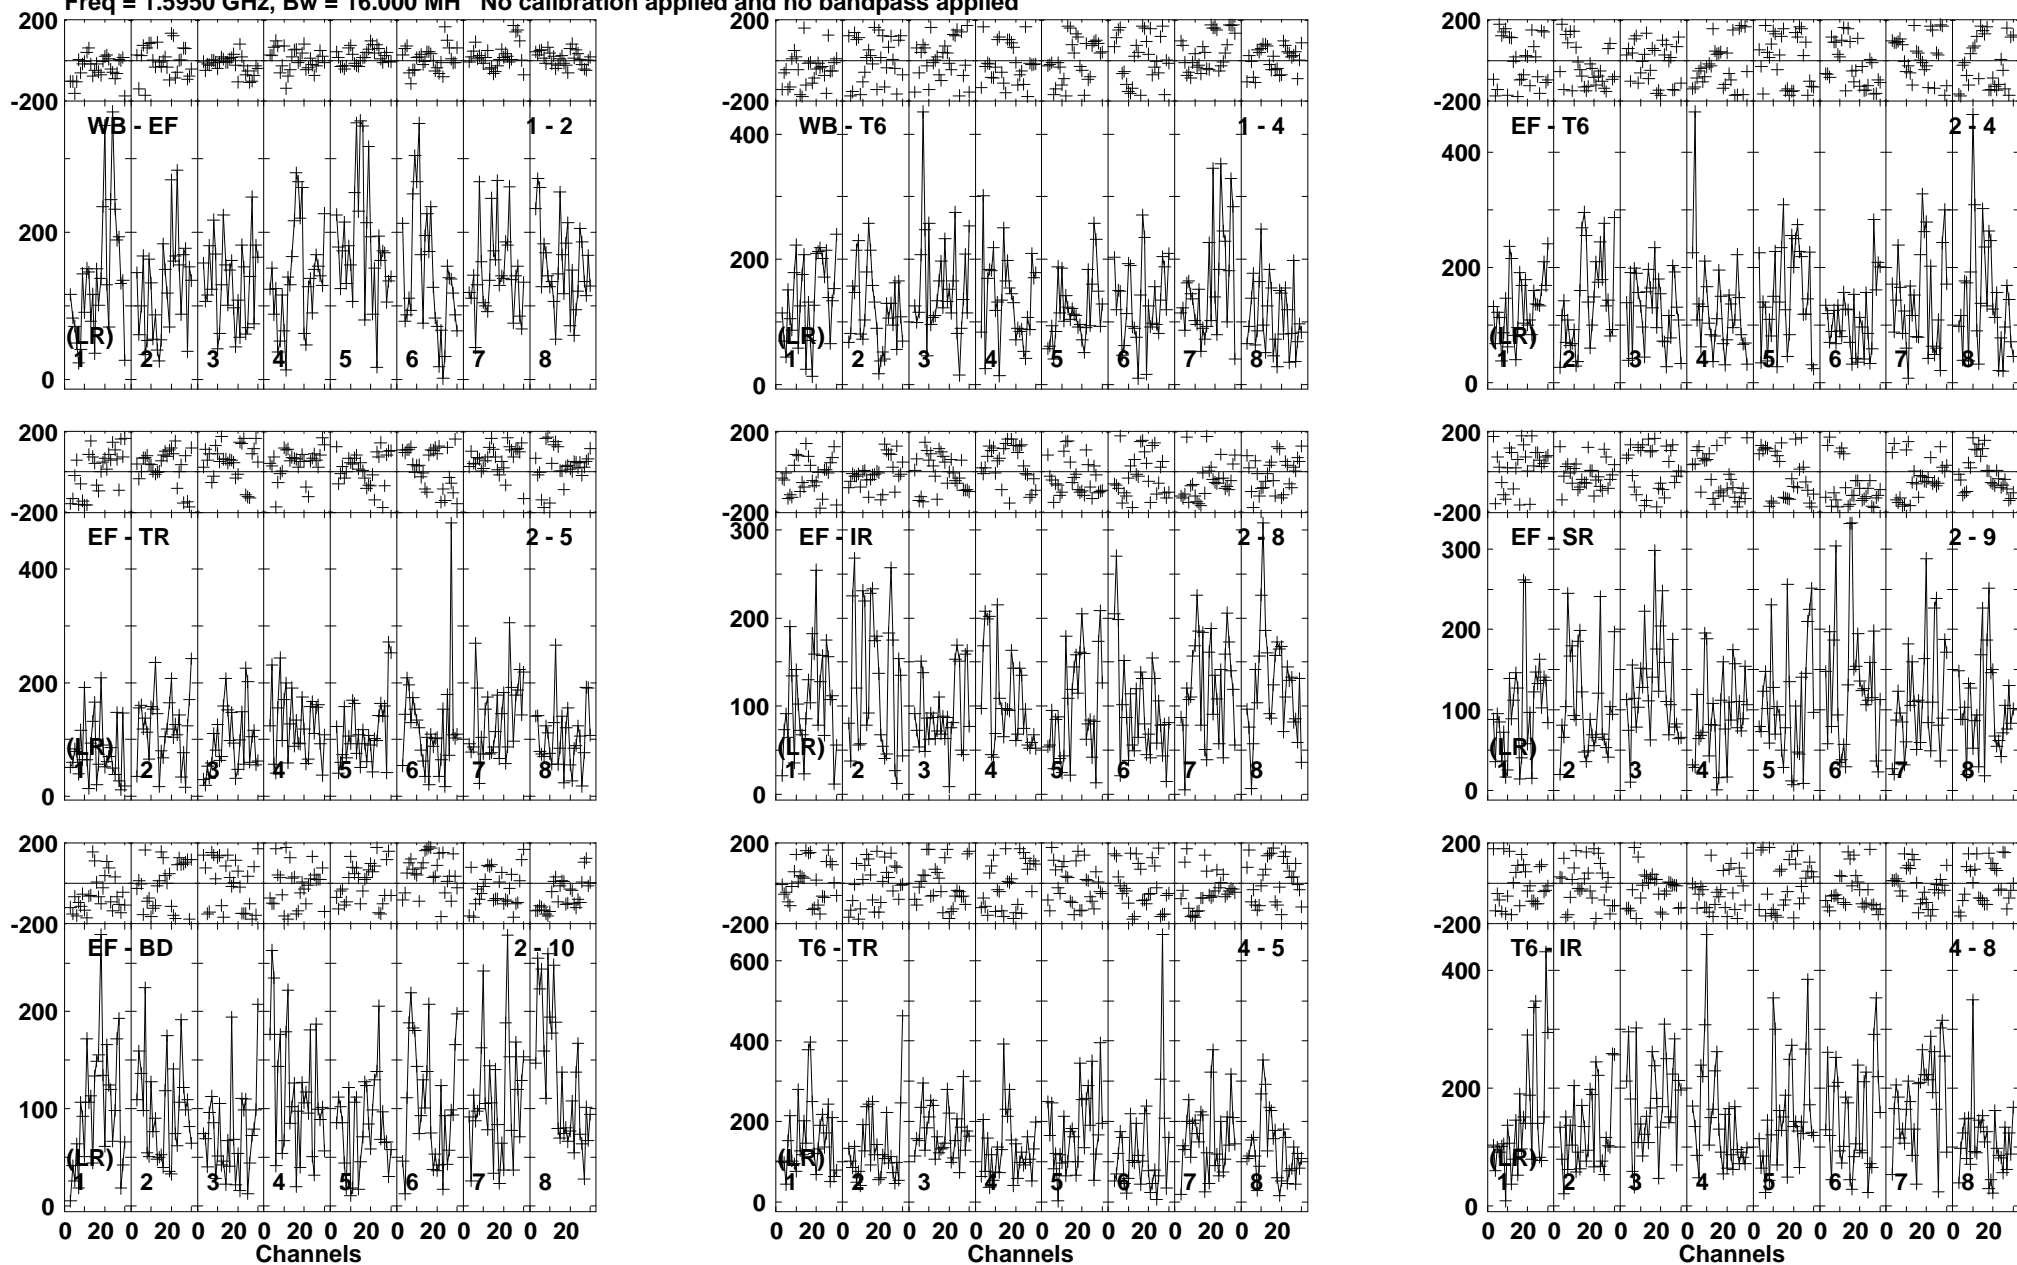 Freq = 1.5950 GHz, Bw = 16.000 MH No calibration applied and no bandpass applied
200 200 200
-200 -200 -200
WB - EF 1 - 2 WB - T6 1 - 4 EF - T6 2 - 4
400 400
200 200 200
(LR) (LR) (LR)
1 2 3 4 5 6 7 8 1 2 3 4 5 6 7 8 1 2 3 4 5 6 7 8
0 0 0
200 200 200
-200 -200 -200
EF - TR 2 - 5 EF - IR 2 - 8 EF - SR 2 - 9
400 300 300
200 200 200
100 100
(LR) (LR) (LR)
1 2 3 4 5 6 7 8 1 2 3 4 5 6 7 8 1 2 3 4 5 6 7 8
0 0 0
200 200 200
-200 -200 -200
EF - BD 2 - 10 T6 - TR 4 - 5 T6 - IR 4 - 8
600 400
200 400
100 200 200
(LR) (LR) (LR)
1 2 3 4 5 6 7 8 1 2 3 4 5 6 7 8 1 2 3 4 5 6 7 8
0 0 0
0 20 0 20 0 20 0 20 0 20 0 20 0 20 0 20 0 20 0 20 0 20 0 20 0 20 0 20 0 20 0 20 0 20 0 20 0 20 0 20 0 20 0 20 0 20 0 20
Channels Channels Channels